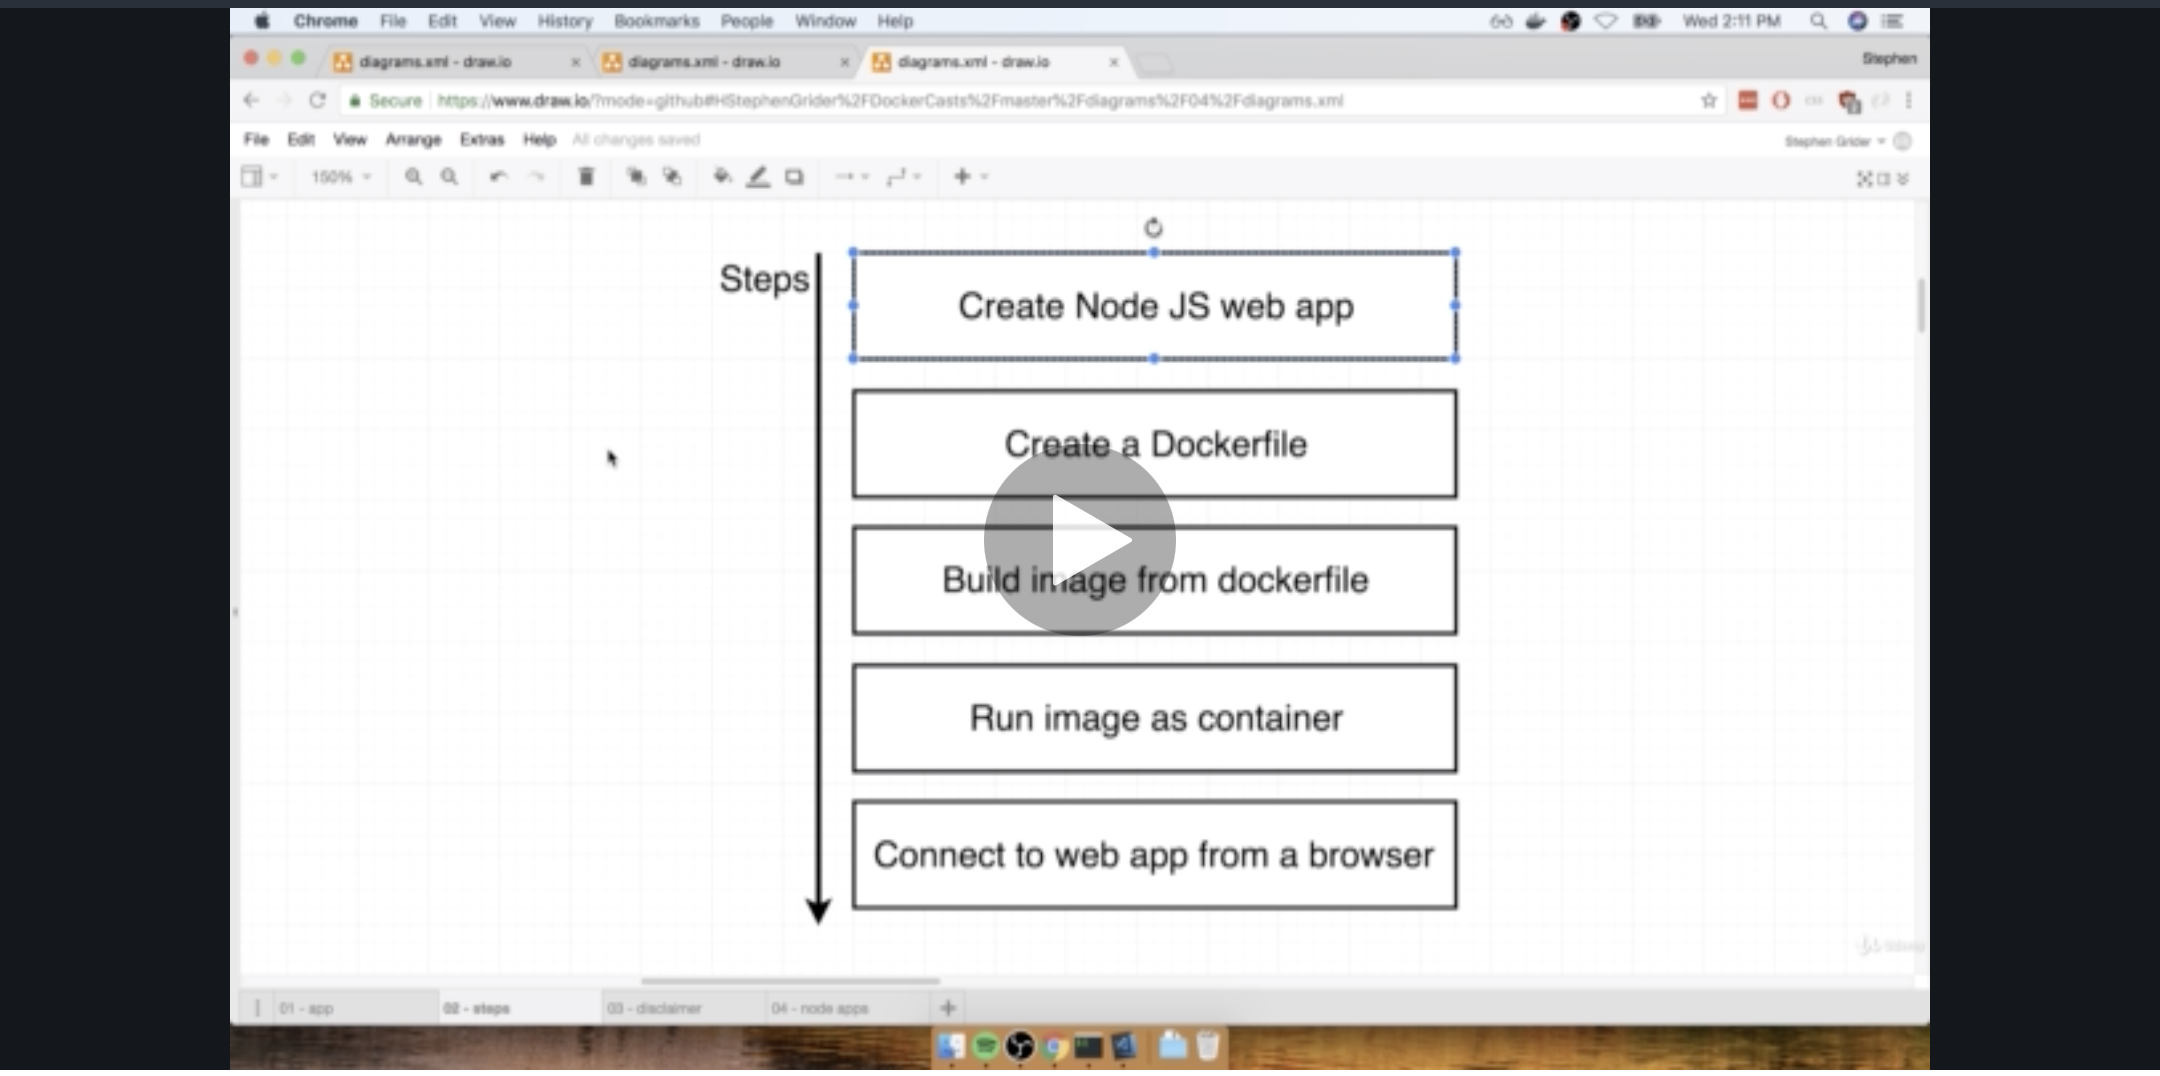 Chrome File Edit View History Bookmarks People Window Help Wed 2:11 PM
diagrams.xml - draw.io diagrams.xml - draw.io diagrams.xml - draw.io Stephen
Secure https://www.draw.io/?mode=github#HStephenGrider%2FDockerCasts%2Fmaster%2Fdiagrams%2F04%2Fdiagrams.xml
File Edit View Arrange Extras Help All changes saved Stephen Grider
150%
Steps
Create Node JS web app
Create a Dockerfile
Build image from dockerfile
Run image as container
Connect to web app from a browser
Udemy
01 - app 02 - steps 03 - disclaimer 04 - node apps